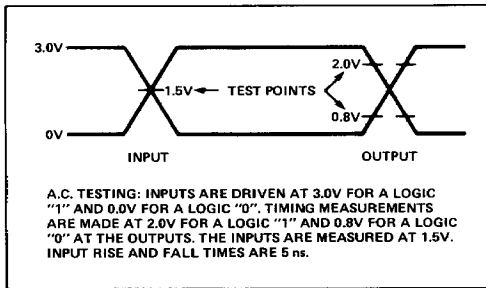 3.0V
2.0V
1.5V TEST POINTS
0.8V
0V
INPUT OUTPUT
A.C. TESTING: INPUTS ARE DRIVEN AT 3.0V FOR A LOGIC
"1" AND 0.0V FOR A LOGIC "0". TIMING MEASUREMENTS
ARE MADE AT 2.0V FOR A LOGIC "1" AND 0.8V FOR A LOGIC
"0" AT THE OUTPUTS. THE INPUTS ARE MEASURED AT 1.5V.
INPUT RISE AND FALL TIMES ARE 5 ns.